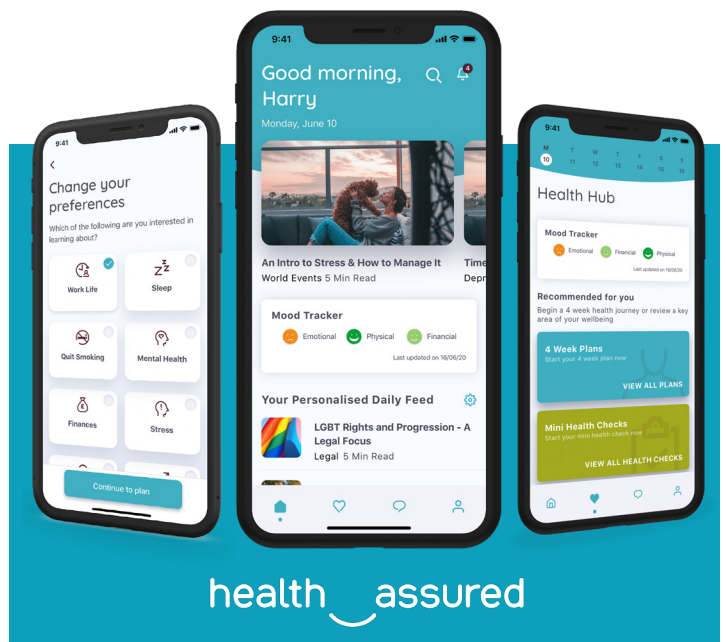 9:41
Change your
preferences
Which of the following are you interested in
learning about?
Work Life
Sleep
Quit Smoking
Mental Health
Finances
Stress
Continue to plan
9:41
Good morning,
Harry
4
Monday, June 10
An Intro to Stress & How to Manage It
World Events 5 Min Read
Time
Depr
Mood Tracker
Emotional
Physical
Financial
Last updated on 16/06/20
Your Personalised Daily Feed
LGBT Rights and Progression - A
Legal Focus
Legal 5 Min Read
9:41
M T W T F S S
10 11 12 13 14 15 16
Health Hub
Mood Tracker
Emotional
Financial
Physical
Last updated on 16/06/20
Recommended for you
Begin a 4 week health journey or review a key
area of your wellbeing
4 Week Plans
Start your 4 week plan now
VIEW ALL PLANS
Mini Health Checks
Start your mini health check now
VIEW ALL HEALTH CHECKS
health assured